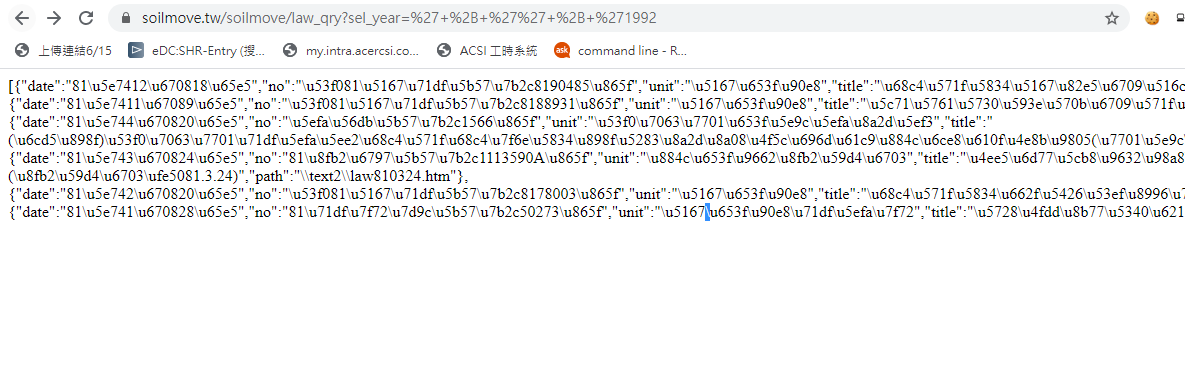 soilmove.tw/soilmove/law_qry?sel_year=%27+%2B+%27%27+%2B+%271992
上傳連結6/15 eDC:SHR-Entry (搜... my.intra.acercsi.co... ACSI 工時系統 ask command line - R...
[{"date":"81\u5e7412\u670818\u65e5","no":"\u53f081\u5167\u71df\u5b57\u7b2c8190485\u865f","unit":"\u5167\u653f\u90e8","title":"\u68c4\u571f\u5834\u5167\u82e5\u6709\u516c
{"date":"81\u5e7411\u67089\u65e5","no":"\u53f081\u5167\u71df\u5b57\u7b2c8188931\u865f","unit":"\u5167\u653f\u90e8","title":"\u5c71\u5761\u5730\u593e\u570b\u6709\u571f\u
{"date":"81\u5e744\u670820\u65e5","no":"\u5efa\u56db\u5b57\u7b2c1566\u865f","unit":"\u53f0\u7063\u7701\u653f\u5e9c\u5efa\u8a2d\u5ef3","title":"
(\u6cd5\u898f)\u53f0\u7063\u7701\u71df\u5efa\u5ee2\u68c4\u571f\u68c4\u7f6e\u5834\u898f\u5283\u8a2d\u8a08\u4f5c\u696d\u61c9\u884c\u6ce8\u610f\u4e8b\u9805(\u7701\u5e9c
{"date":"81\u5e743\u670824\u65e5","no":"81\u8fb2\u6797\u5b57\u7b2c1113590A\u865f","unit":"\u884c\u653f\u9662\u8fb2\u59d4\u6703","title":"\u4ee5\u6d77\u5cb8\u9632\u98a8
(\u8fb2\u59d4\u6703\ufe5081.3.24)","path":"\\text2\\law810324.htm"},
{"date":"81\u5e742\u670820\u65e5","no":"\u53f081\u5167\u71df\u5b57\u7b2c8178003\u865f","unit":"\u5167\u653f\u90e8","title":"\u68c4\u571f\u5834\u662f\u5426\u53ef\u8996\u7
{"date":"81\u5e741\u670828\u65e5","no":"81\u71df\u7f72\u7d9c\u5b57\u7b2c50273\u865f","unit":"\u5167\u653f\u90e8\u71df\u5efa\u7f72","title":"\u5728\u4fdd\u8b77\u5340\u621